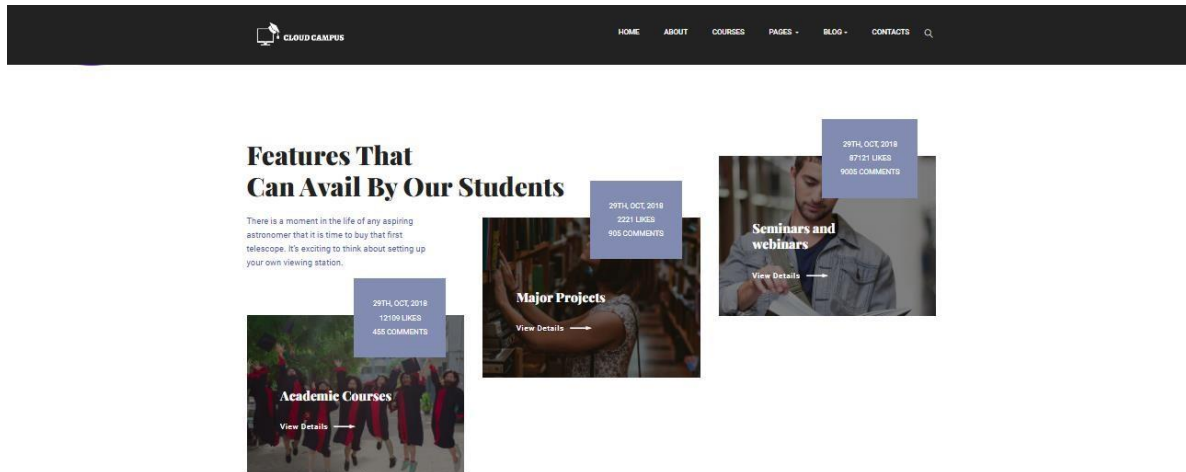 CLOUD CAMPUS
HOME ABOUT COURSES PAGES BLOG CONTACTS
Features That
Can Avail By Our Students
There is a moment in the life of any aspiring
astronomer that it is time to buy that first
telescope. It's exciting to think about setting up
your own viewing station.
29TH, OCT, 2018
12109 LIKES
455 COMMENTS
Academic Courses
View Details
29TH, OCT, 2018
2221 LIKES
905 COMMENTS
Major Projects
View Details
29TH, OCT, 2018
87121 LIKES
9005 COMMENTS
Seminars and
webinars
View Details